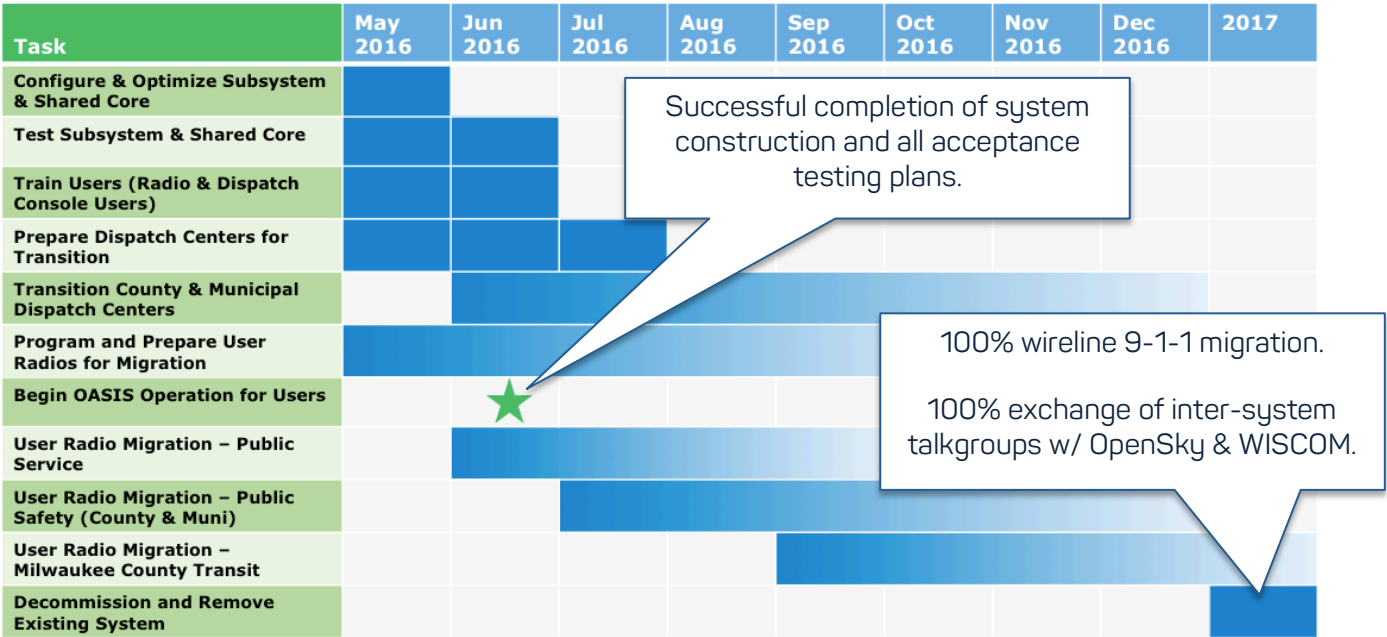 Task
May
2016
Jun
2016
Jul
2016
Aug
2016
Sep
2016
Oct
2016
Nov
2016
Dec
2016
2017
Configure & Optimize Subsystem
& Shared Core
Test Subsystem & Shared Core
Train Users (Radio & Dispatch
Console Users)
Prepare Dispatch Centers for
Transition
Transition County & Municipal
Dispatch Centers
Program and Prepare User
Radios for Migration
Begin OASIS Operation for Users
User Radio Migration – Public
Service
User Radio Migration – Public
Safety (County & Muni)
User Radio Migration –
Milwaukee County Transit
Decommission and Remove
Existing System
Successful completion of system
construction and all acceptance
testing plans.
100% wireline 9-1-1 migration.
100% exchange of inter-system
talkgroups w/ OpenSky & WISCOM.